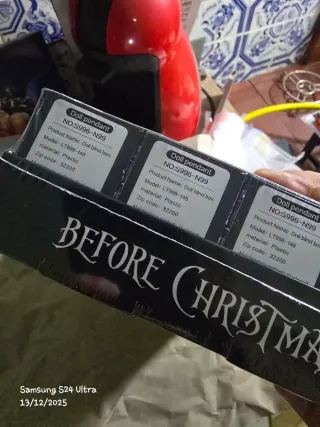 Doll pendant
NO:S996-N99
Product Name: Doll blind box
Model: LT998-148
material: Plastic
Zip code: 32200
Doll pendant
NO:S996-N99
Product Name: Doll blind box
Model: LT998-148
material: Plastic
Zip code: 32200
Doll pendant
NO:S996-N99
Product Name: Doll blind box
Model: LT998-148
material: Plastic
Zip code: 32200
BEFORE CHRISTMA
Samsung S24 Ultra
13/12/2025